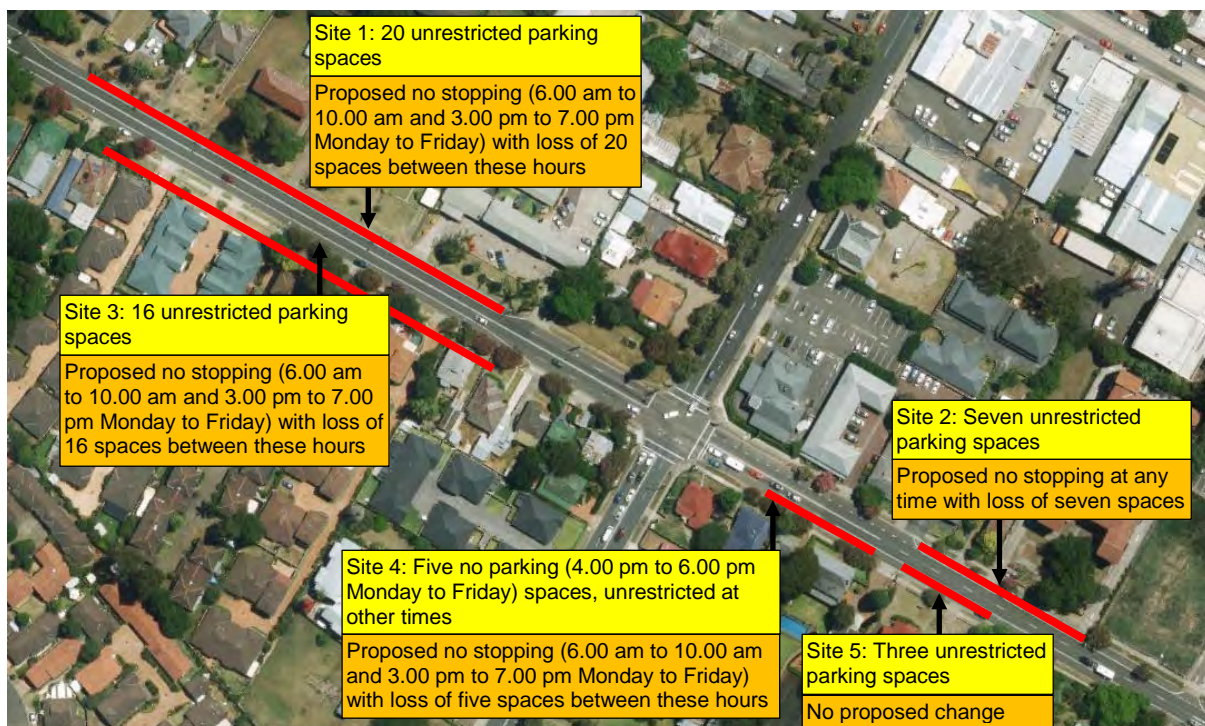 Site 1: 20 unrestricted parking
spaces
Proposed no stopping (6.00 am to
10.00 am and 3.00 pm to 7.00 pm
Monday to Friday) with loss of 20
spaces between these hours
Site 3: 16 unrestricted parking
spaces
Proposed no stopping (6.00 am
to 10.00 am and 3.00 pm to 7.00
pm Monday to Friday) with loss of
16 spaces between these hours
Site 2: Seven unrestricted
parking spaces
Proposed no stopping at any
time with loss of seven spaces
Site 4: Five no parking (4.00 pm to 6.00 pm
Monday to Friday) spaces, unrestricted at
other times
Proposed no stopping (6.00 am to 10.00 am
and 3.00 pm to 7.00 pm Monday to Friday)
with loss of five spaces between these hours
Site 5: Three unrestricted
parking spaces
No proposed change